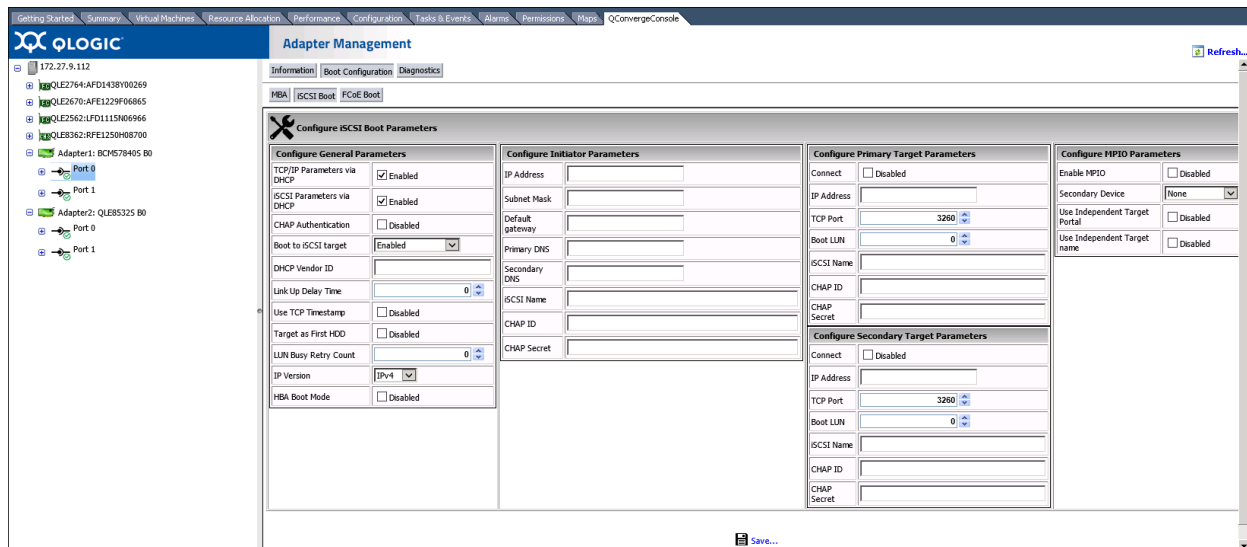 Getting Started Summary Virtual Machines Resource Allocation Performance Configuration Tasks & Events Alarms Permissions Maps QConvergeConsole
QLOGIC
Adapter Management
Refresh...
172.27.9.112
QLE2764:AFD1438Y00269
QLE2670:AFE1229F06865
QLE2562:LFD1115N06966
QLE8362:RFE1250H08700
Adapter1: BCM57840S B0
Port 0
Port 1
Adapter2: QLE8532S B0
Port 0
Port 1
Information Boot Configuration Diagnostics
MBA iSCSI Boot FCoE Boot
Configure iSCSI Boot Parameters
Configure General Parameters
TCP/IP Parameters via DHCP Enabled
iSCSI Parameters via DHCP Enabled
CHAP Authentication Disabled
Boot to iSCSI target Enabled
DHCP Vendor ID
Link Up Delay Time 0
Use TCP Timestamp Disabled
Target as First HDD Disabled
LUN Busy Retry Count 0
IP Version IPv4
HBA Boot Mode Disabled
Configure Initiator Parameters
IP Address
Subnet Mask
Default gateway
Primary DNS
Secondary DNS
iSCSI Name
CHAP ID
CHAP Secret
Configure Primary Target Parameters
Connect Disabled
IP Address
TCP Port 3260
Boot LUN 0
iSCSI Name
CHAP ID
CHAP Secret
Configure Secondary Target Parameters
Connect Disabled
IP Address
TCP Port 3260
Boot LUN 0
iSCSI Name
CHAP ID
CHAP Secret
Configure MPIO Parameters
Enable MPIO Disabled
Secondary Device None
Use Independent Target Portal Disabled
Use Independent Target name Disabled
Save...